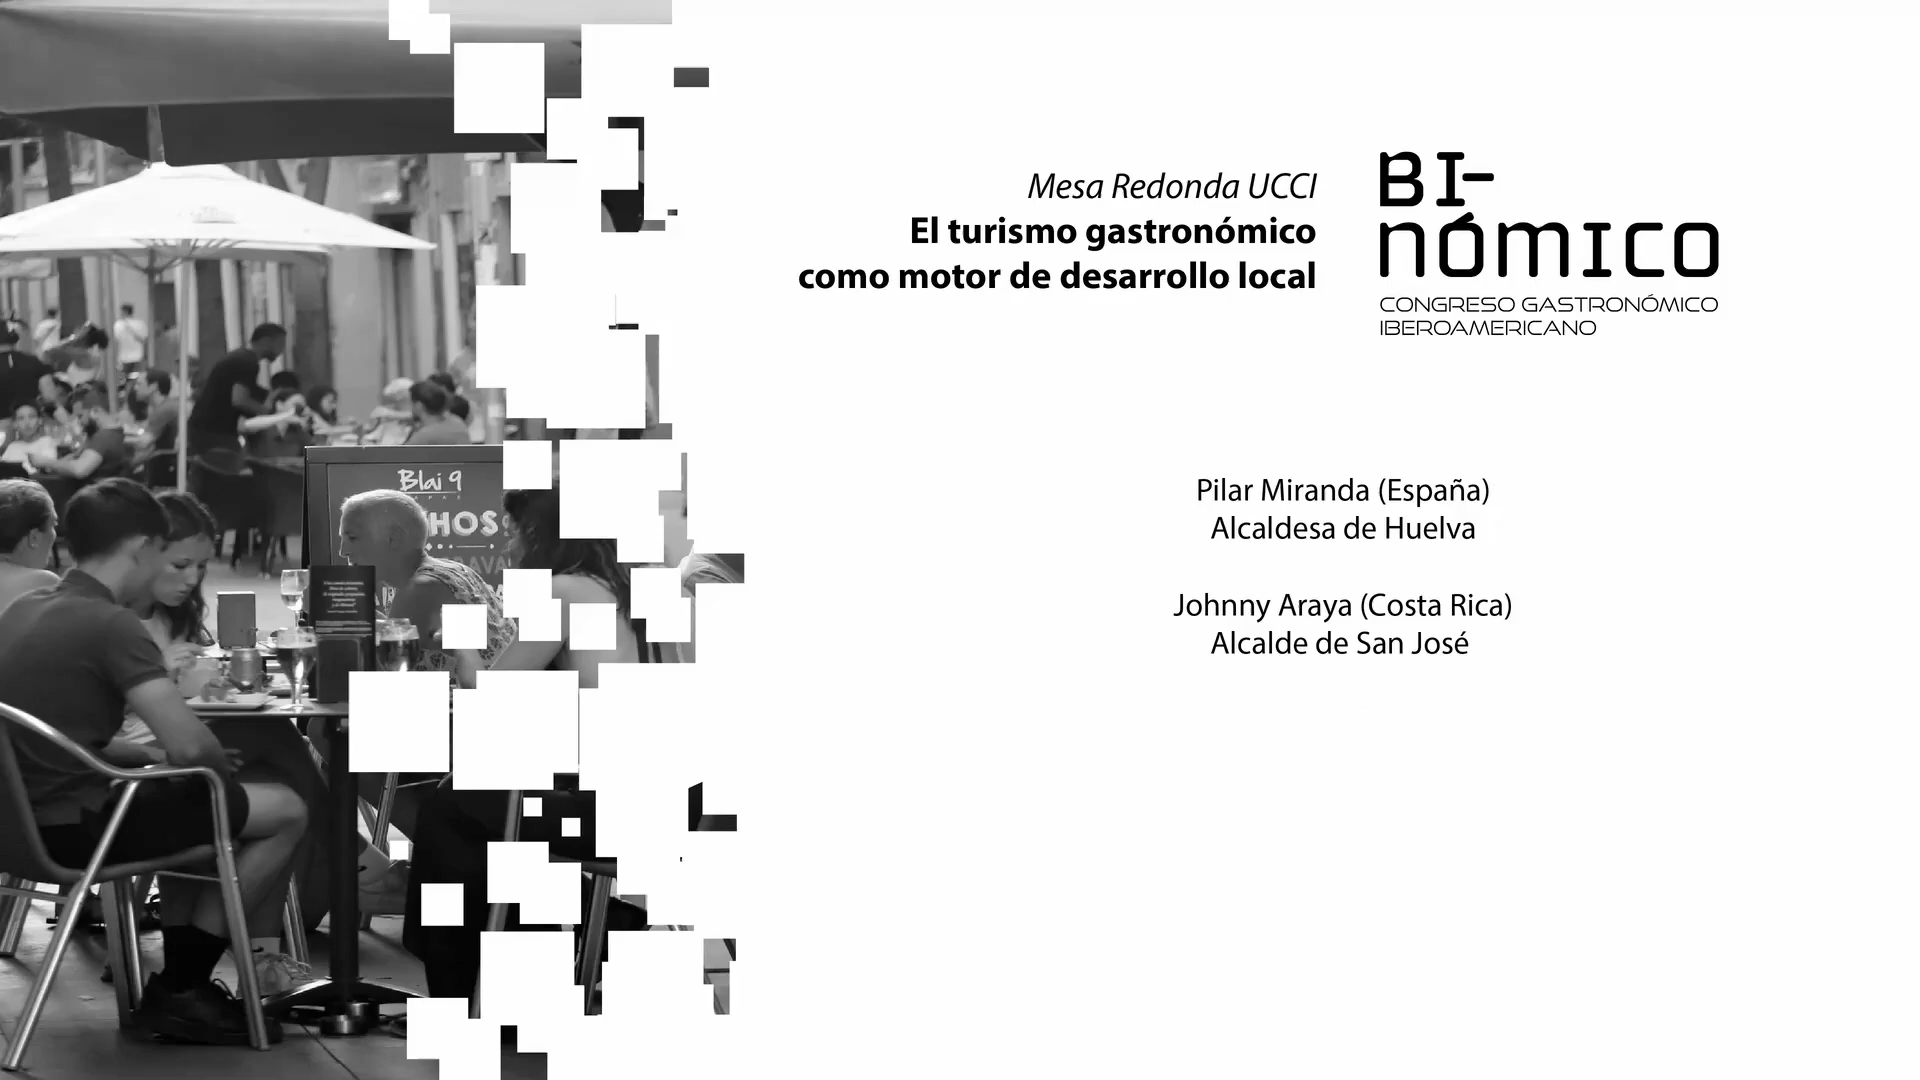 Mesa Redonda UCCI
El turismo gastronómico
como motor de desarrollo local
BI-
NÓMICO
CONGRESO GASTRONÓMICO
IBEROAMERICANO
Pilar Miranda (España)
Alcaldesa de Huelva
Johnny Araya (Costa Rica)
Alcalde de San José
Blai 9